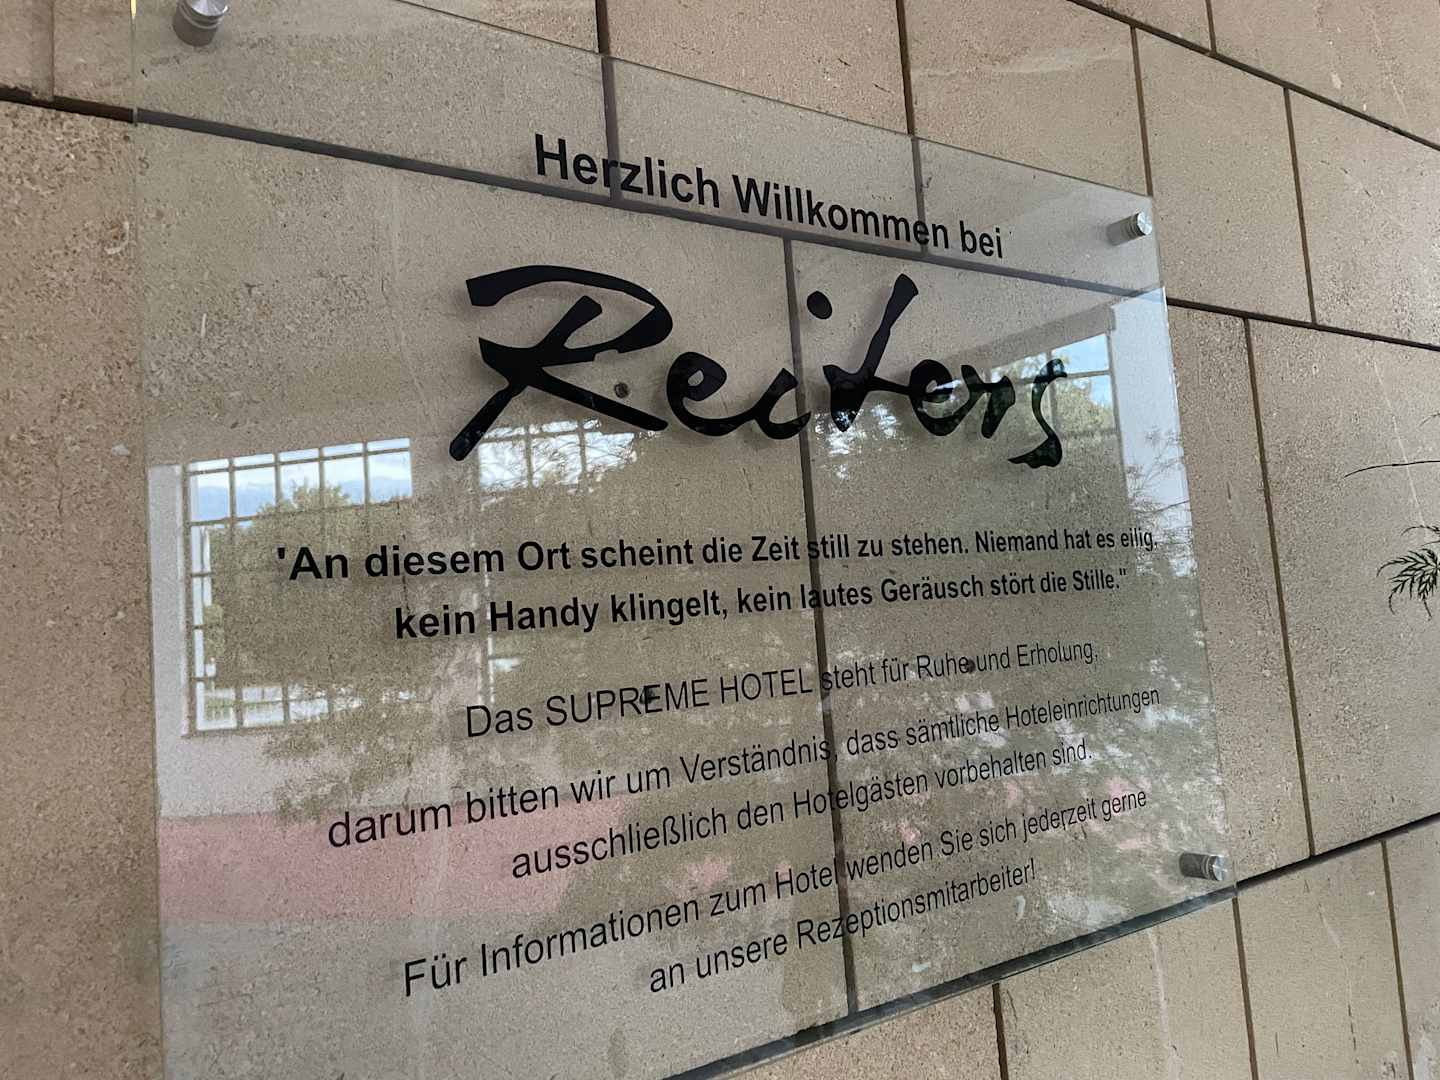 Herzlich Willkommen bei
Reiters
'An diesem Ort scheint die Zeit still zu stehen. Niemand hat es eilig,
kein Handy klingelt, kein lautes Geräusch stört die Stille."
Das SUPREME HOTEL steht für Ruhe und Erholung,
darum bitten wir um Verständnis, dass sämtliche Hoteleinrichtungen
ausschließlich den Hotelgästen vorbehalten sind.
Für Informationen zum Hotel wenden Sie sich jederzeit gerne
an unsere Rezeptionsmitarbeiter!